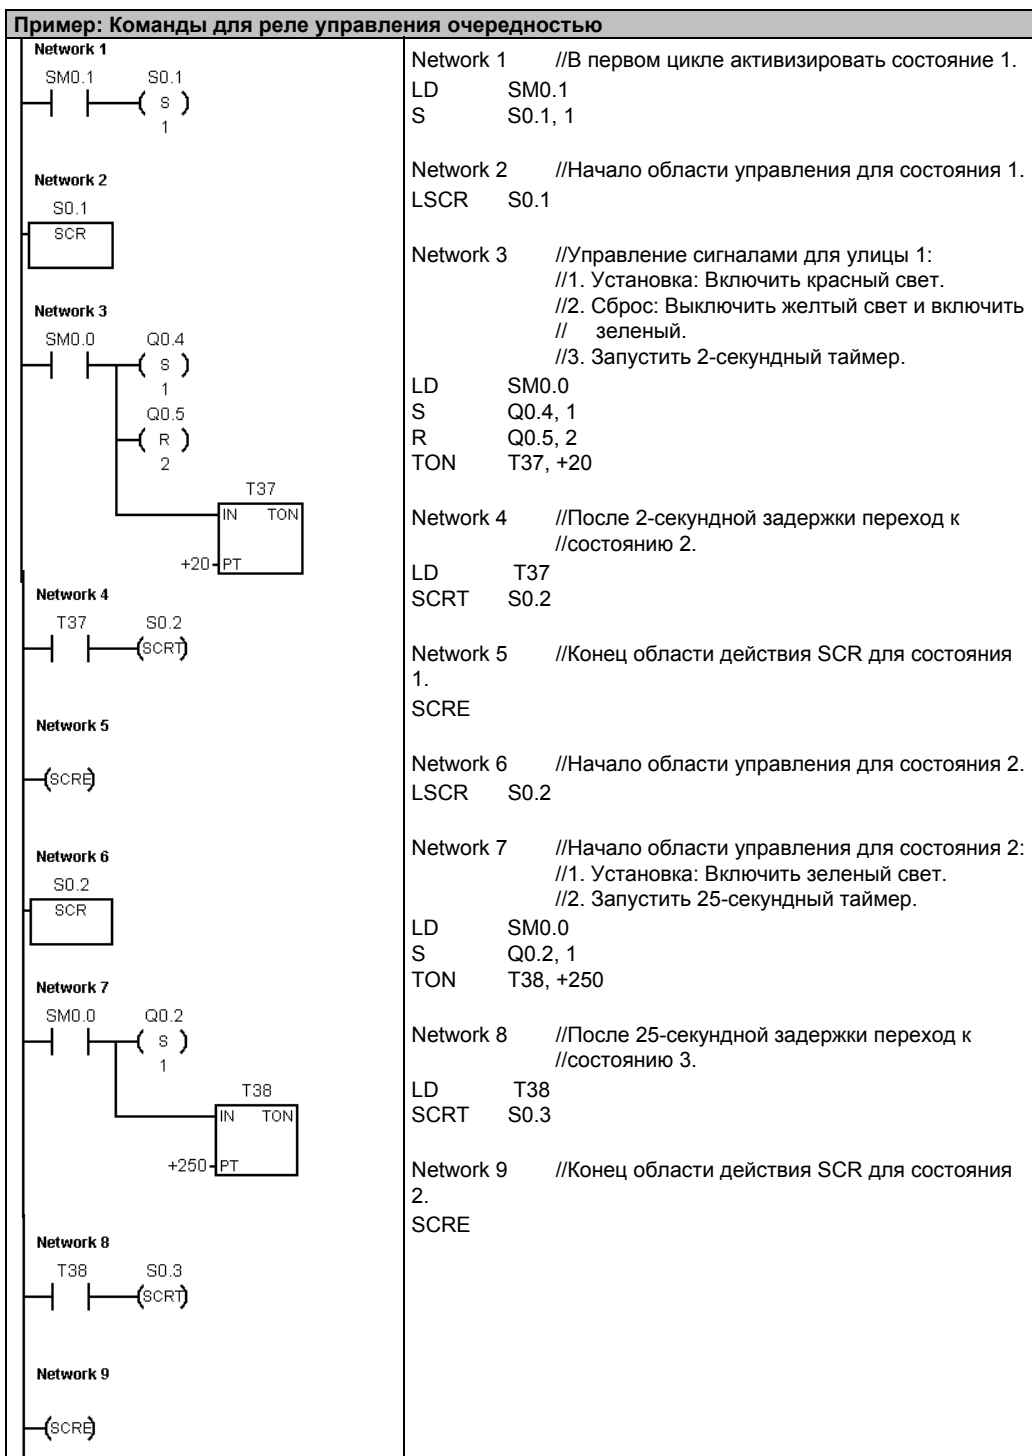 Пример: Команды для реле управления очередностью
Network 1
SM0.1 S0.1
S
1
Network 2
S0.1
SCR
Network 3
SM0.0 Q0.4
S
1
Q0.5
R
2
T37
IN TON
+20 PT
Network 4
T37 S0.2
SCRT
Network 5
SCRE
Network 6
S0.2
SCR
Network 7
SM0.0 Q0.2
S
1
T38
IN TON
+250 PT
Network 8
T38 S0.3
SCRT
Network 9
SCRE
Network 1 //В первом цикле активизировать состояние 1.
LD SM0.1
S S0.1, 1
Network 2 //Начало области управления для состояния 1.
LSCR S0.1
Network 3 //Управление сигналами для улицы 1:
//1. Установка: Включить красный свет.
//2. Сброс: Выключить желтый свет и включить
// зеленый.
//3. Запустить 2-секундный таймер.
LD SM0.0
S Q0.4, 1
R Q0.5, 2
TON T37, +20
Network 4 //После 2-секундной задержки переход к
//состоянию 2.
LD T37
SCRT S0.2
Network 5 //Конец области действия SCR для состояния
1.
SCRE
Network 6 //Начало области управления для состояния 2.
LSCR S0.2
Network 7 //Начало области управления для состояния 2:
//1. Установка: Включить зеленый свет.
//2. Запустить 25-секундный таймер.
LD SM0.0
S Q0.2, 1
TON T38, +250
Network 8 //После 25-секундной задержки переход к
//состоянию 3.
LD T38
SCRT S0.3
Network 9 //Конец области действия SCR для состояния
2.
SCRE